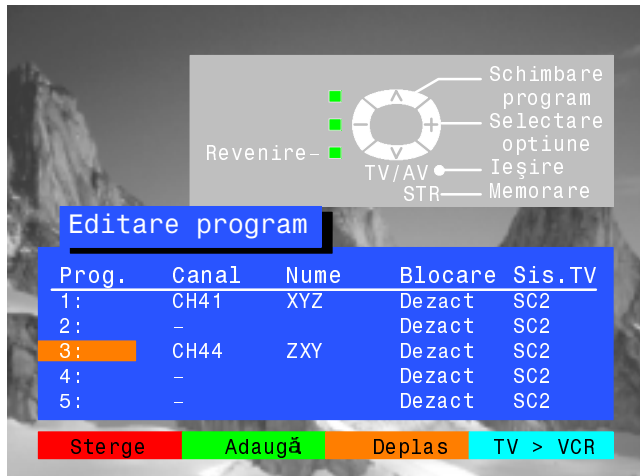 Schimbare
program
Selectare
optiune
Revenire-
TV/AV Ieşire
STR Memorare
Editare program
Prog. Canal Nume Blocare Sis.TV
1: CH41 XYZ Dezact SC2
2: - Dezact SC2
3: CH44 ZXY Dezact SC2
4: - Dezact SC2
5: - Dezact SC2
Sterge Adaugă Deplas TV > VCR